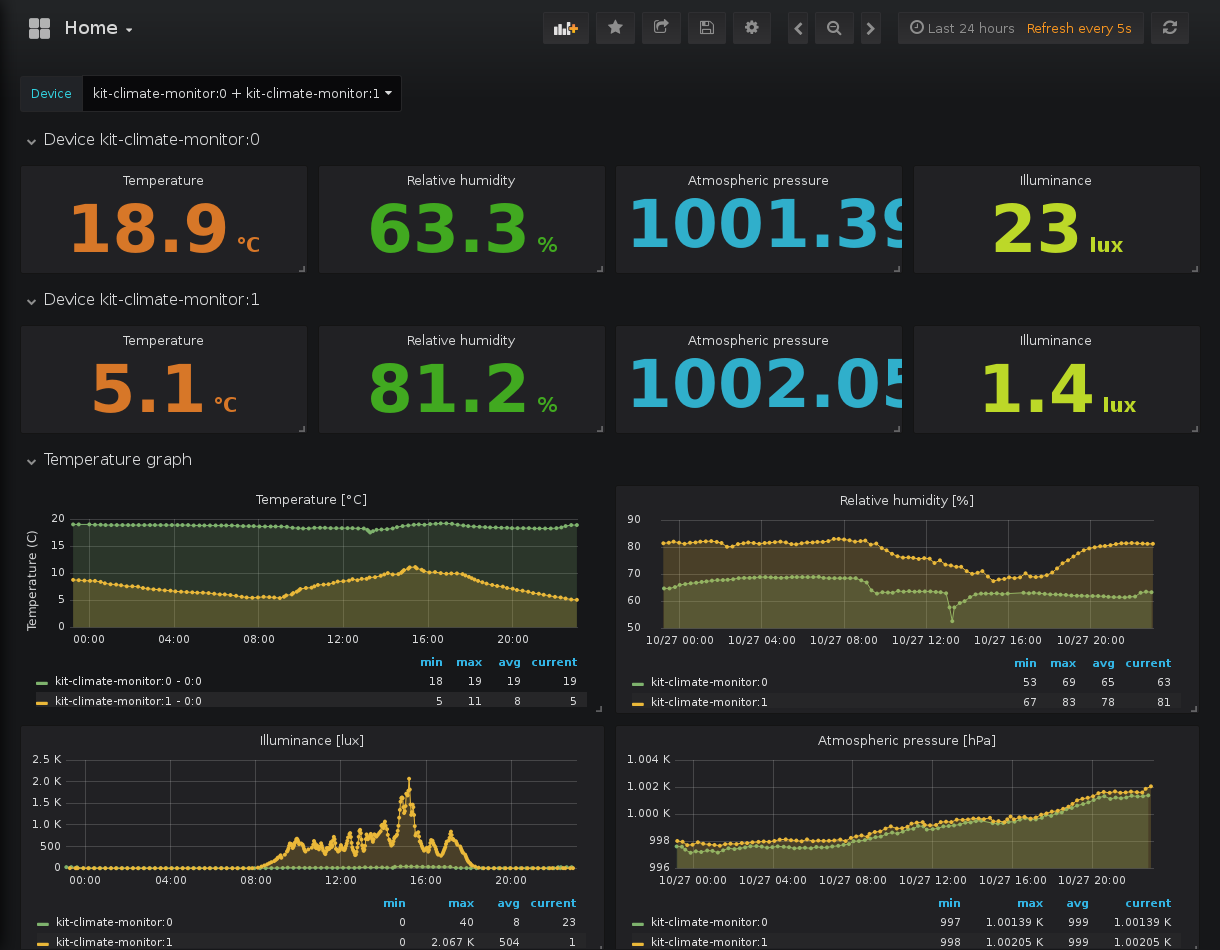 Home
Last 24 hours Refresh every 5s
Device kit-climate-monitor:0 + kit-climate-monitor:1
Device kit-climate-monitor:0
Temperature Relative humidity Atmospheric pressure Illuminance
18.9 °C 63.3 % 1001.39 23 lux
Device kit-climate-monitor:1
Temperature Relative humidity Atmospheric pressure Illuminance
5.1 °C 81.2 % 1002.05 1.4 lux
Temperature graph
Temperature [°C]
Temperature (C)
20
15
10
5
0
00:00 04:00 08:00 12:00 16:00 20:00
min max avg current
kit-climate-monitor:0 - 0:0 18 19 19 19
kit-climate-monitor:1 - 0:0 5 11 8 5
Relative humidity [%]
90
80
70
60
50
10/27 00:00 10/27 04:00 10/27 08:00 10/27 12:00 10/27 16:00 10/27 20:00
min max avg current
kit-climate-monitor:0 53 69 65 63
kit-climate-monitor:1 67 83 78 81
Illuminance [lux]
2.5 K
2.0 K
1.5 K
1.0 K
500
0
00:00 04:00 08:00 12:00 16:00 20:00
min max avg current
kit-climate-monitor:0 0 40 8 23
kit-climate-monitor:1 0 2.067 K 504 1
Atmospheric pressure [hPa]
1.004 K
1.002 K
1.000 K
998
996
10/27 00:00 10/27 04:00 10/27 08:00 10/27 12:00 10/27 16:00 10/27 20:00
min max avg current
kit-climate-monitor:0 997 1.00139 K 999 1.00139 K
kit-climate-monitor:1 998 1.00205 K 999 1.00205 K